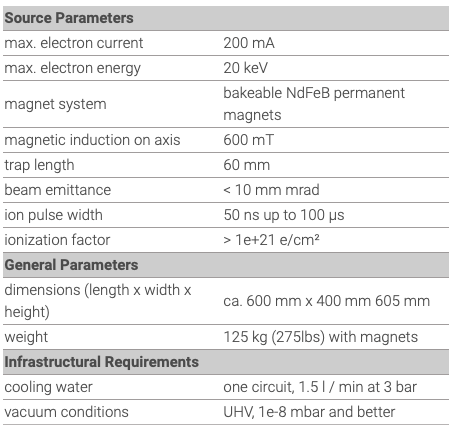 Source Parameters
max. electron current 200 mA
max. electron energy 20 keV
magnet system bakeable NdFeB permanent
magnets
magnetic induction on axis 600 mT
trap length 60 mm
beam emittance < 10 mm mrad
ion pulse width 50 ns up to 100 µs
ionization factor > 1e+21 e/cm²
General Parameters
dimensions (length x width x
height) ca. 600 mm x 400 mm 605 mm
weight 125 kg (275lbs) with magnets
Infrastructural Requirements
cooling water one circuit, 1.5 l / min at 3 bar
vacuum conditions UHV, 1e-8 mbar and better